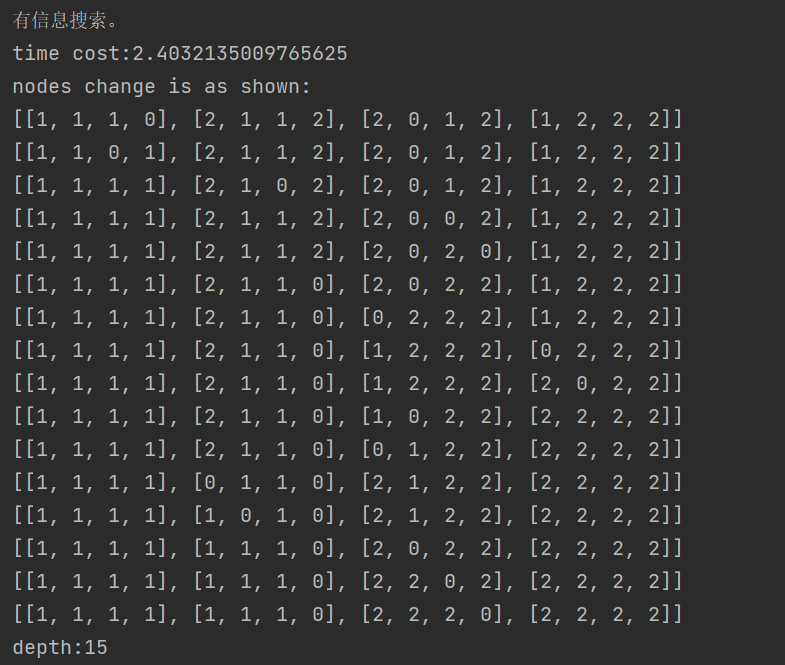 有信息搜索。
time cost:2.4032135009765625
nodes change is as shown:
[[1, 1, 1, 0], [2, 1, 1, 2], [2, 0, 1, 2], [1, 2, 2, 2]]
[[1, 1, 0, 1], [2, 1, 1, 2], [2, 0, 1, 2], [1, 2, 2, 2]]
[[1, 1, 1, 1], [2, 1, 0, 2], [2, 0, 1, 2], [1, 2, 2, 2]]
[[1, 1, 1, 1], [2, 1, 1, 2], [2, 0, 0, 2], [1, 2, 2, 2]]
[[1, 1, 1, 1], [2, 1, 1, 2], [2, 0, 2, 0], [1, 2, 2, 2]]
[[1, 1, 1, 1], [2, 1, 1, 0], [2, 0, 2, 2], [1, 2, 2, 2]]
[[1, 1, 1, 1], [2, 1, 1, 0], [0, 2, 2, 2], [1, 2, 2, 2]]
[[1, 1, 1, 1], [2, 1, 1, 0], [1, 2, 2, 2], [0, 2, 2, 2]]
[[1, 1, 1, 1], [2, 1, 1, 0], [1, 2, 2, 2], [2, 0, 2, 2]]
[[1, 1, 1, 1], [2, 1, 1, 0], [1, 0, 2, 2], [2, 2, 2, 2]]
[[1, 1, 1, 1], [2, 1, 1, 0], [0, 1, 2, 2], [2, 2, 2, 2]]
[[1, 1, 1, 1], [0, 1, 1, 0], [2, 1, 2, 2], [2, 2, 2, 2]]
[[1, 1, 1, 1], [1, 0, 1, 0], [2, 1, 2, 2], [2, 2, 2, 2]]
[[1, 1, 1, 1], [1, 1, 1, 0], [2, 0, 2, 2], [2, 2, 2, 2]]
[[1, 1, 1, 1], [1, 1, 1, 0], [2, 2, 0, 2], [2, 2, 2, 2]]
[[1, 1, 1, 1], [1, 1, 1, 0], [2, 2, 2, 0], [2, 2, 2, 2]]
depth:15